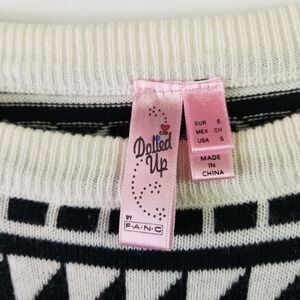 Dolled
Up
by
F·A·N·G
EUR S
MEX CH
USA S
MADE IN
CHINA